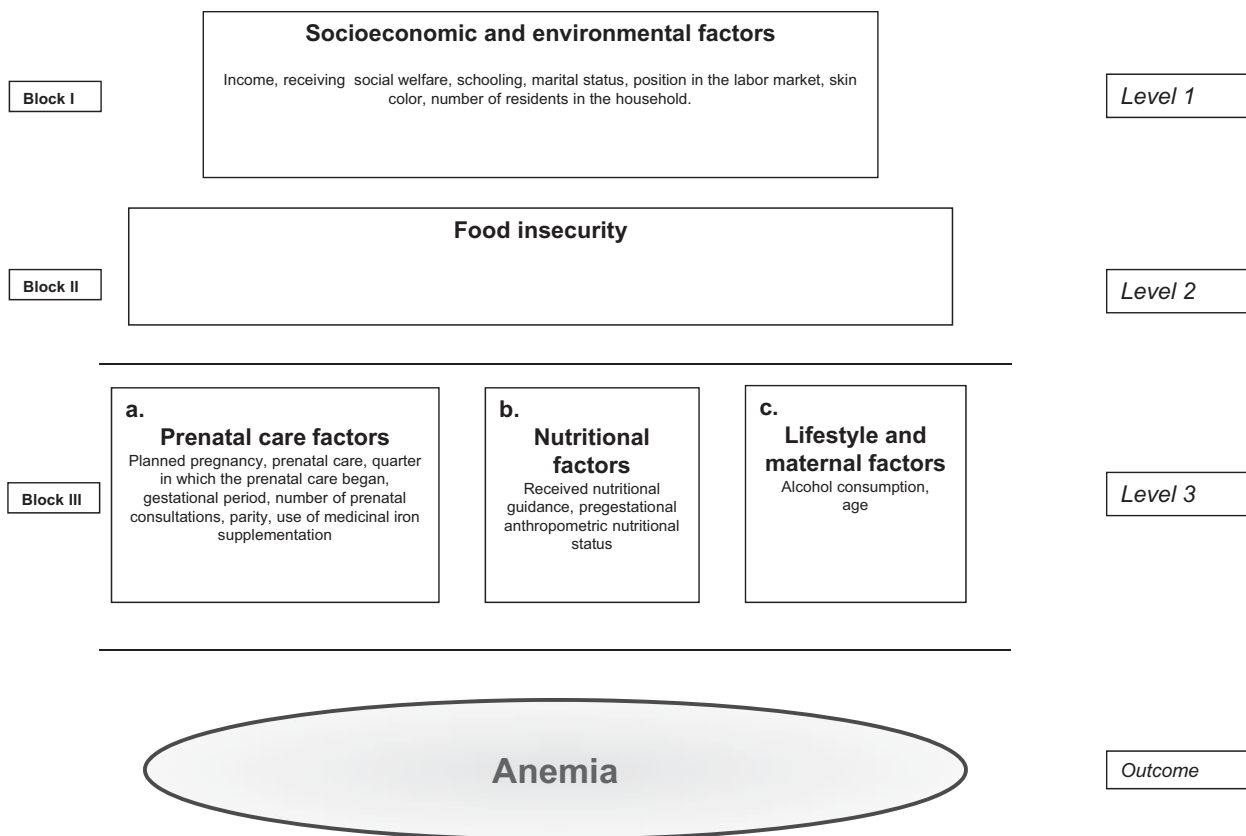 Socioeconomic and environmental factors
Income, receiving social welfare, schooling, marital status, position in the labor market, skin
color, number of residents in the household.
Block I
Level 1
Food insecurity
Block II
Level 2
a.
Prenatal care factors
Planned pregnancy, prenatal care, quarter
in which the prenatal care began,
gestational period, number of prenatal
consultations, parity, use of medicinal iron
supplementation
b.
Nutritional
factors
Received nutritional
guidance, pregestational
anthropometric nutritional
status
c.
Lifestyle and
maternal factors
Alcohol consumption,
age
Block III
Level 3
Anemia
Outcome